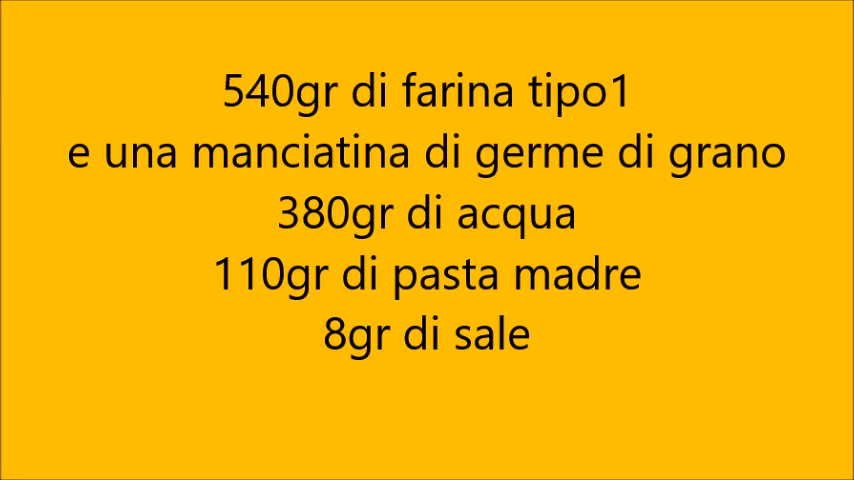 540gr di farina tipo1
e una manciatina di germe di grano
380gr di acqua
110gr di pasta madre
8gr di sale